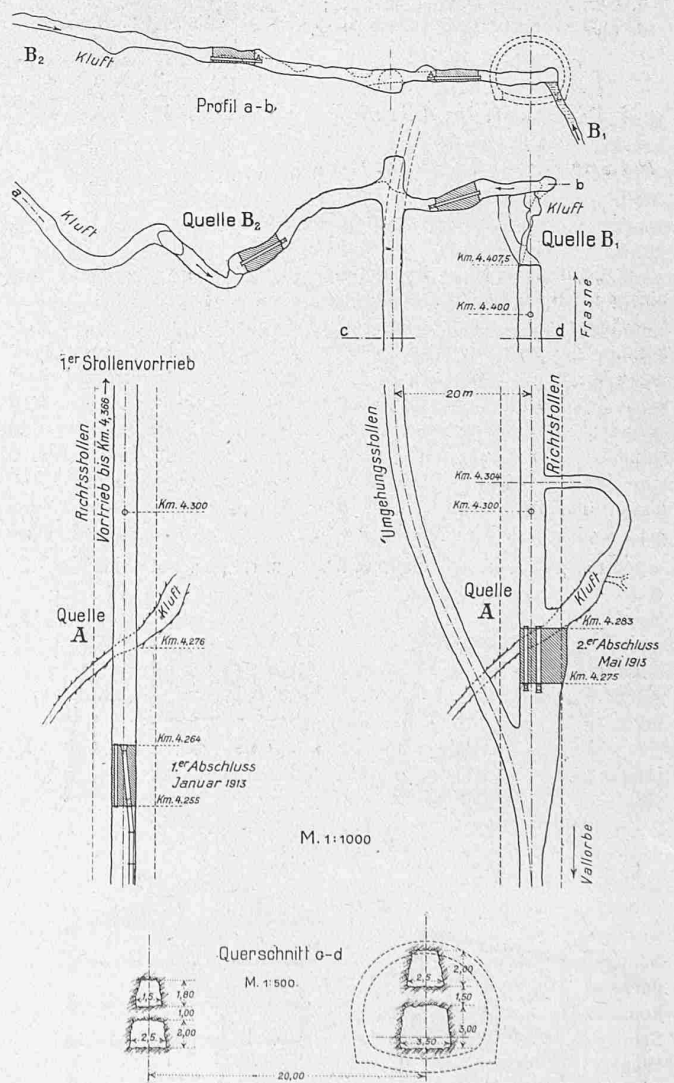 B₂
Kluft
Profil a-b,
B₁
a
Kluft
Quelle B₂
b
Kluft
Quelle B₁
Km. 4.407,5
Km. 4.400
Frasne
c
d
1.er Stollenvortrieb
Richtsstollen
Vortrieb bis Km. 4,366
Km. 4.300
Quelle
A
Kluft
Km. 4,276
Km. 4.264
1.er Abschluss
Januar 1913
Km. 4.255
20 m
Umgehungsstollen
Richtstollen
Km. 4.304
Km. 4.300
Quelle
A
Kluft
Km. 4.283
2.er Abschluss
Mai 1913
Km. 4.275
M. 1:1000
Vallorbe
Querschnitt c-d
M. 1:500.
1,5
1,80
1,00
2,5
2,00
2,5
2,00
1,50
3,50
3,00
20,00